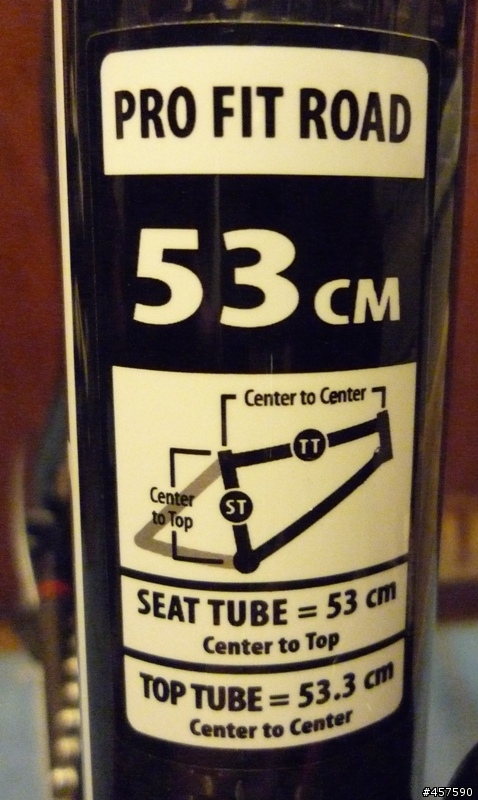 PRO FIT ROAD
53 CM
Center to Center
TT
Center
to Top
ST
SEAT TUBE = 53 cm
Center to Top
TOP TUBE = 53.3 cm
Center to Center
#457590